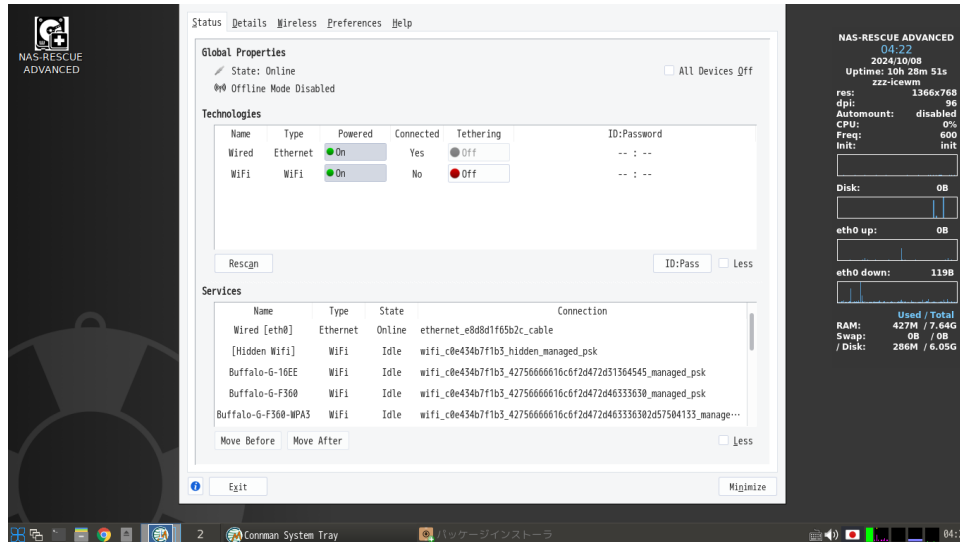 NAS-RESCUE
ADVANCED
Status Details Wireless Preferences Help
Global Properties
State: Online
All Devices Off
Offline Mode Disabled
Technologies
Name Type Powered Connected Tethering ID:Password
Wired Ethernet On Yes Off -- : --
WiFi WiFi On No Off -- : --
Rescan ID:Pass Less
Services
Name Type State Connection
Wired [eth0] Ethernet Online ethernet_e8d8d1f65b2c_cable
[Hidden Wifi] WiFi Idle wifi_c0e434b7f1b3_hidden_managed_psk
Buffalo-G-16EE WiFi Idle wifi_c0e434b7f1b3_42756666616c6f2d472d31364545_managed_psk
Buffalo-G-F360 WiFi Idle wifi_c0e434b7f1b3_42756666616c6f2d472d46333630_managed_psk
Buffalo-G-F360-WPA3 WiFi Idle wifi_c0e434b7f1b3_42756666616c6f2d472d463336302d57504133_manage…
Move Before Move After Less
Exit Minimize
NAS-RESCUE ADVANCED
04:22
2024/10/08
Uptime: 10h 28m 51s
zzz-icewm
res: 1366x768
dpi: 96
Automount: disabled
CPU: 0%
Freq: 600
Init: init
Disk: 0B
eth0 up: 0B
eth0 down: 119B
Used / Total
RAM: 427M / 7.64G
Swap: 0B / 0B
/ Disk: 286M / 6.05G
2 Connman System Tray パッケージインストーラ